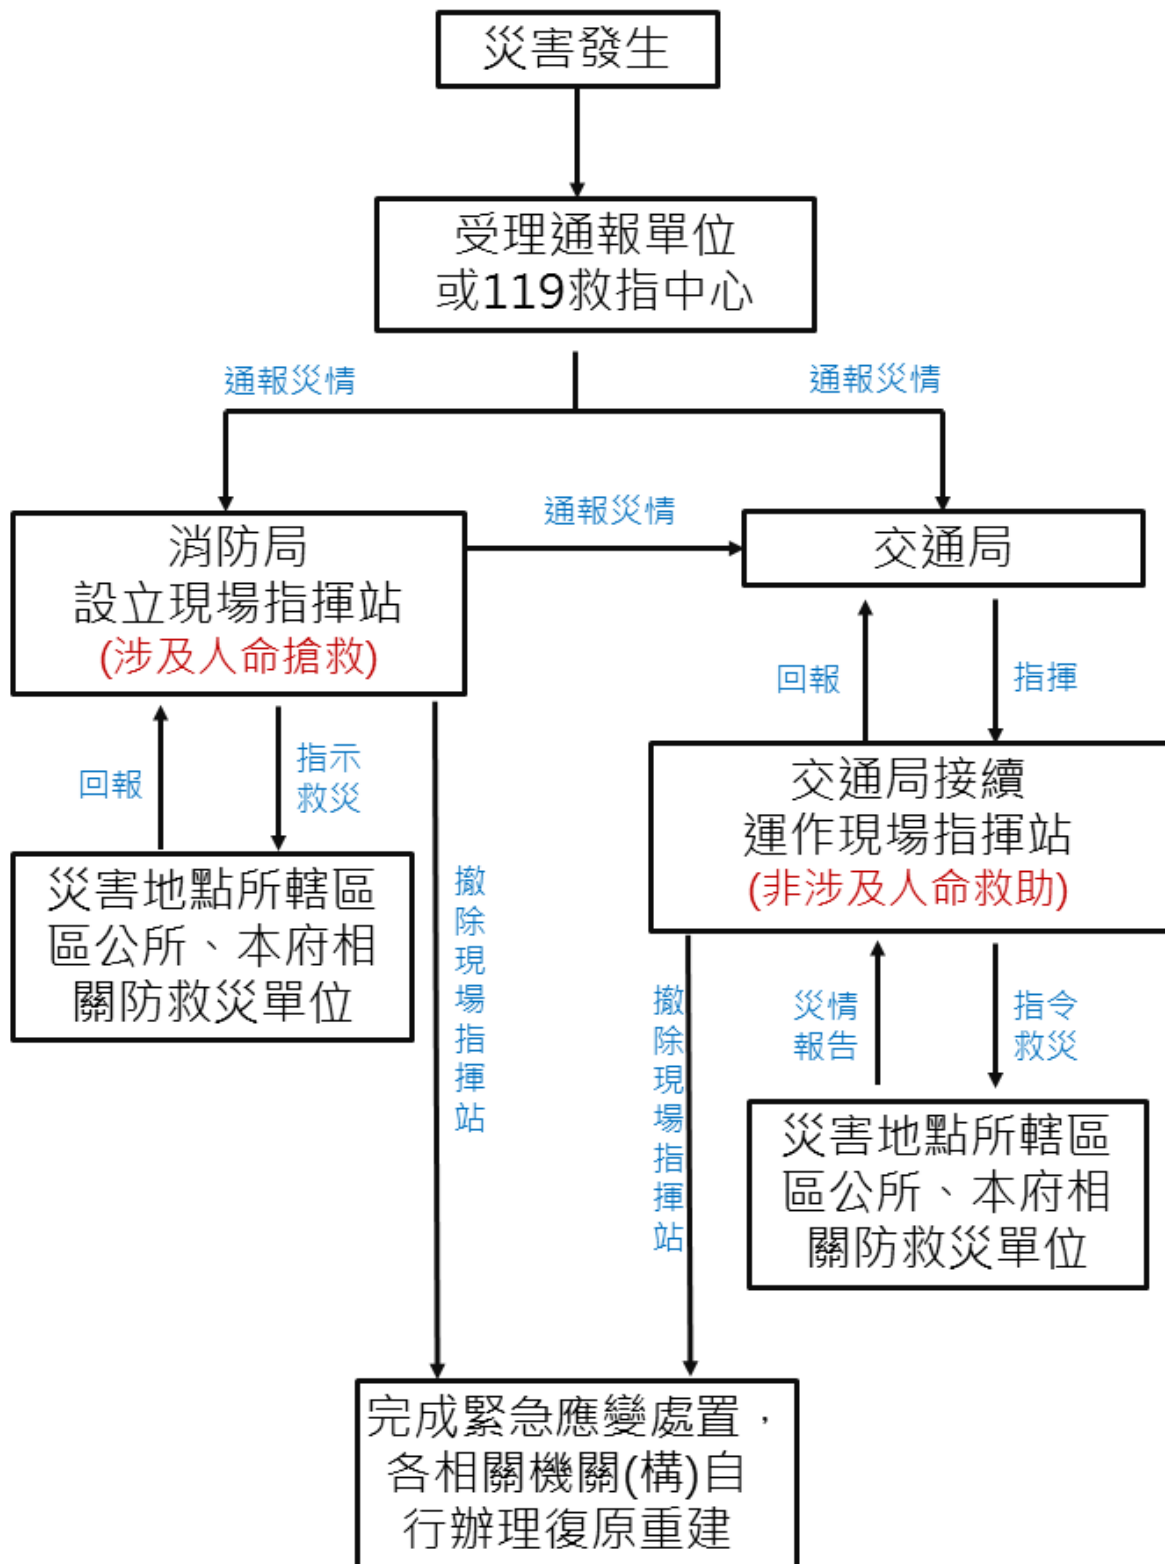 災害發生
受理通報單位
或119救指中心
通報災情
通報災情
消防局
設立現場指揮站
(涉及人命搶救)
通報災情
交通局
回報
指示
救災
回報
指揮
災害地點所轄區
區公所、本府相
關防救災單位
交通局接續
運作現場指揮站
(非涉及人命救助)
撤除現場指揮站
撤除現場指揮站
災情
報告
指令
救災
災害地點所轄區
區公所、本府相
關防救災單位
完成緊急應變處置，
各相關機關(構)自
行辦理復原重建